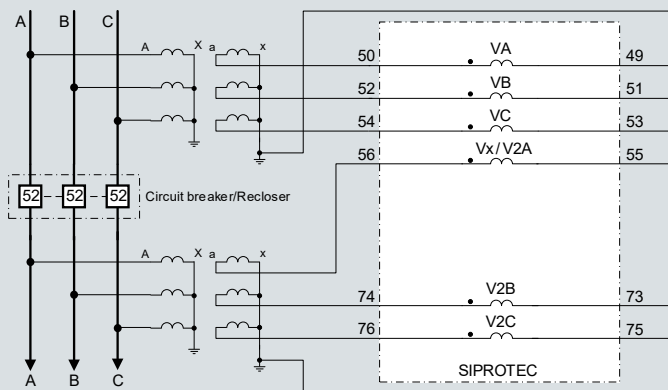 A B C
A X a x 50 VA 49
52 VB 51
54 VC 53
56 Vx/V2A 55
52 52 52 Circuit breaker/Recloser
A X a x
74 V2B 73
76 V2C 75
A B C SIPROTEC